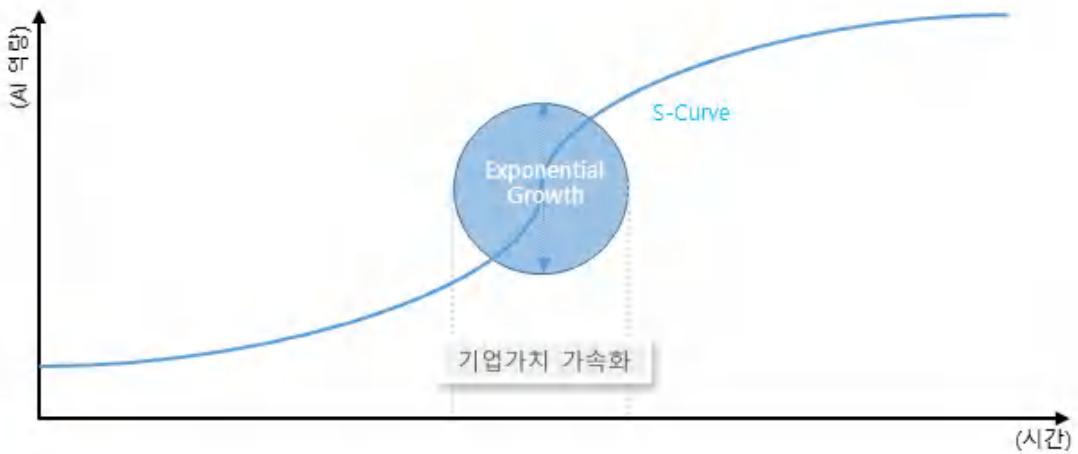 (AI 역량)
S-Curve
Exponential
Growth
기업가치 가속화
(시간)